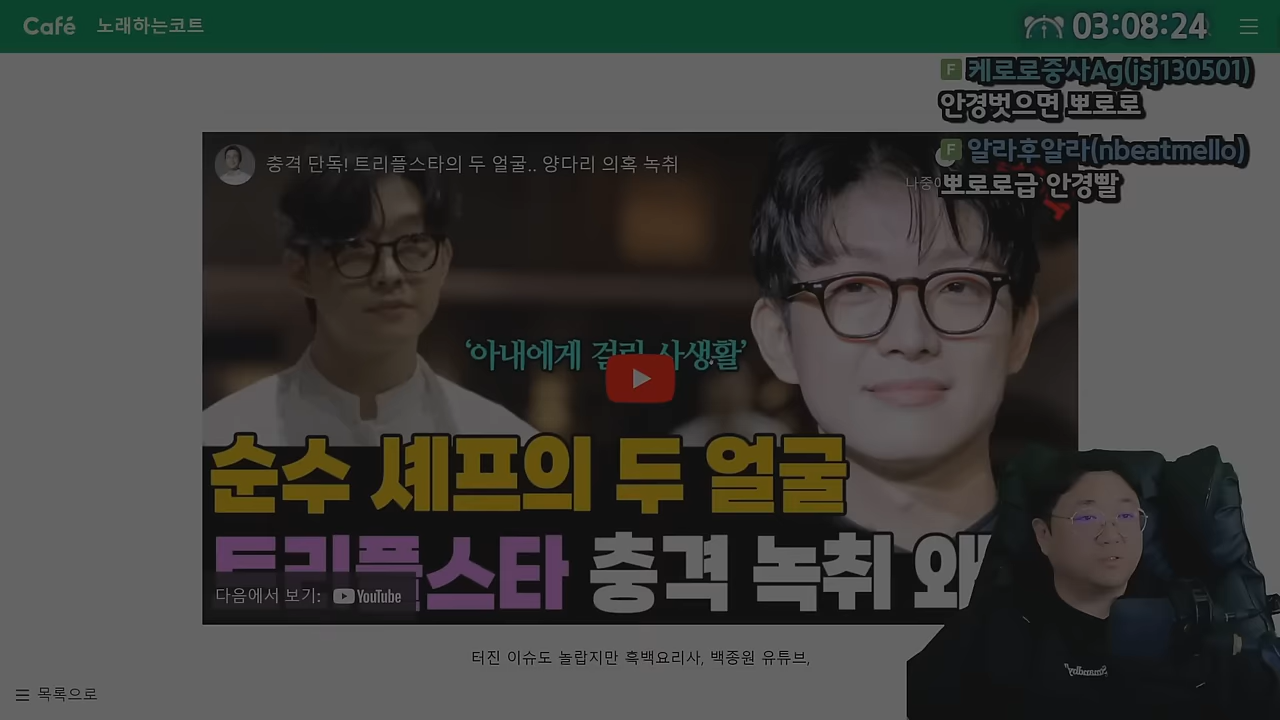 Café 노래하는코트
03:08:24
F 케로로중사Ag(jsj130501)
안경벗으면 뽀로로
F 알라후알라(nbeatmello)
뽀로로급 안경빨
충격 단독! 트리플스타의 두 얼굴.. 양다리 의혹 녹취
‘아내에게 걸린 사생활’
순수 셰프의 두 얼굴
트리플스타 충격 녹취 왜
다음에서 보기: YouTube
터진 이슈도 놀랍지만 흑백요리사, 백종원 유튜브,
목록으로